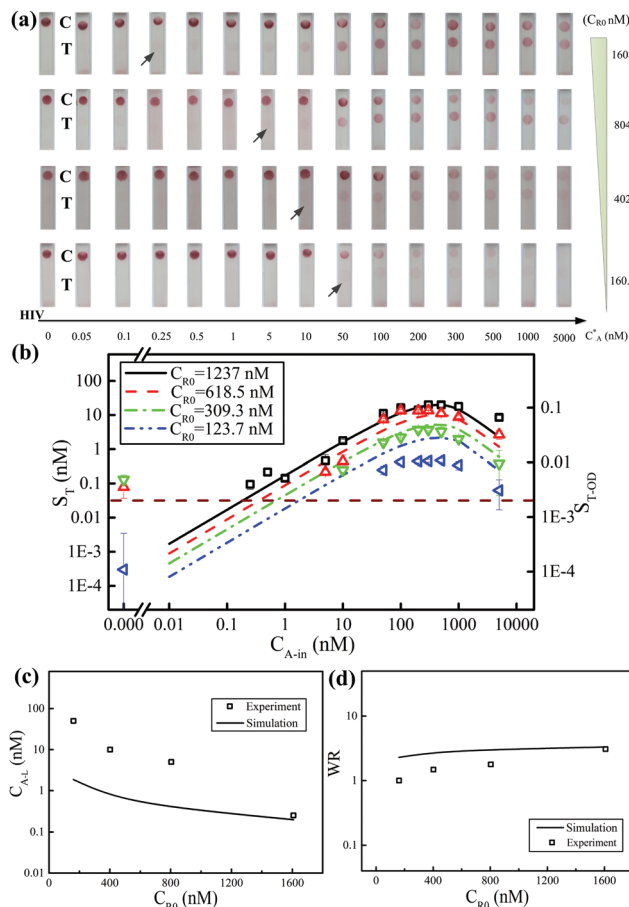 (a)
C
T
(C_R0 nM)
160
C
T
804
C
T
402
C
T
160.
HIV
0 0.05 0.1 0.25 0.5 1 5 10 50 100 200 300 500 1000 5000 C*_A (nM)
(b)
C_R0=1237 nM
C_R0=618.5 nM
C_R0=309.3 nM
C_R0=123.7 nM
100
10
1
0.1
0.01
1E-3
1E-4
S_T (nM)
0.1
0.01
1E-3
1E-4
S_T-OD
0.000 0.01 0.1 1 10 100 1000 10000
C_A-in (nM)
(c)
Experiment
Simulation
100
10
1
0.1
0.01
C_A-L (nM)
0 400 800 1200 1600
C_R0 (nM)
(d)
10
1
0.1
WR
Simulation
Experiment
0 400 800 1200 1600
C_R0 (nM)